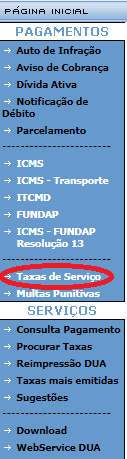 PÁGINA INICIAL
PAGAMENTOS
Auto de Infração
Aviso de Cobrança
Dívida Ativa
Notificação de
Débito
Parcelamento
ICMS
ICMS - Transporte
ITCMD
FUNDAP
ICMS - FUNDAP
Resolução 13
Taxas de Serviço
Multas Punitivas
SERVIÇOS
Consulta Pagamento
Procurar Taxas
Reimpressão DUA
Taxas mais emitidas
Sugestões
Download
WebService DUA